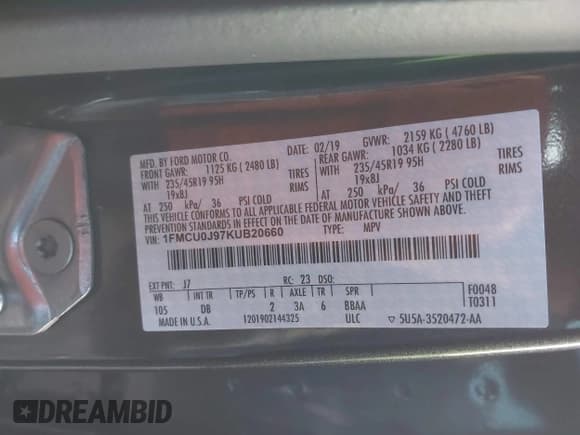 MFD. BY FORD MOTOR CO. DATE: 02/19 GVWR: 2159 KG (4760 LB)
FRONT GAWR: 1125 KG (2480 LB) REAR GAWR: 1034 KG (2280 LB)
WITH 235/45R19 95H TIRES WITH 235/45R19 95H TIRES
19x8J RIMS 19x8J RIMS
AT 250 kPa/ 36 PSI COLD AT 250 kPa/ 36 PSI COLD
THIS VEHICLE CONFORMS TO ALL APPLICABLE FEDERAL MOTOR VEHICLE SAFETY AND THEFT
PREVENTION STANDARDS IN EFFECT ON THE DATE OF MANUFACTURE SHOWN ABOVE.
VIN: 1FMCU0J97KUB20660 TYPE: MPV
EXT PNT: J7 RC: 23 DSO: F0048
WB INT TR TP/PS R AXLE TR SPR T0311
105 DB 2 3A 6 BBAA
MADE IN U.S.A. 1201902144325 ULC ▽ 5U5A-3520472-AA
DREAMBID